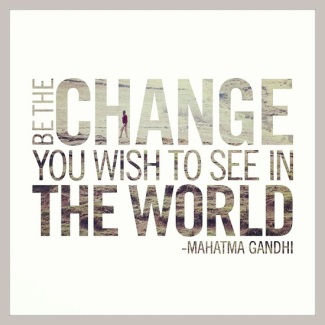 BE THE
CHANGE
YOU WISH TO SEE IN
THE WORLD
-MAHATMA GANDHI